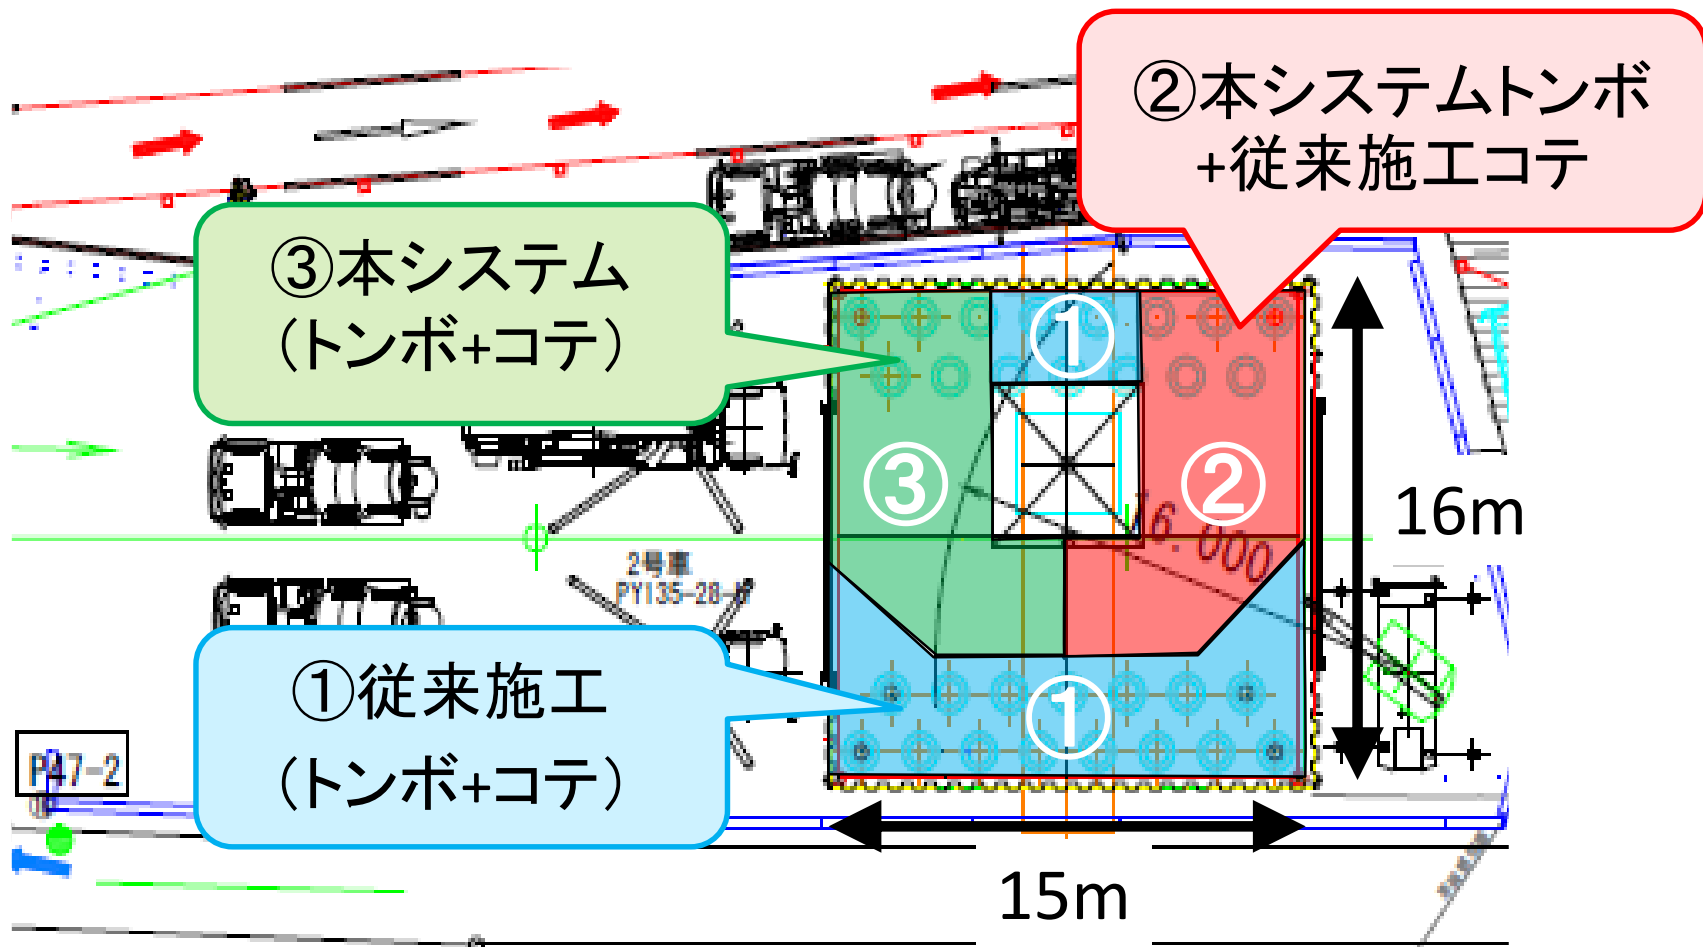 ②本システムトンボ
+従来施工コテ
③本システム
(トンボ+コテ)
①
③
②
16m
16.000
2号車
PY135-28-
①従来施工
(トンボ+コテ)
①
P47-2
15m